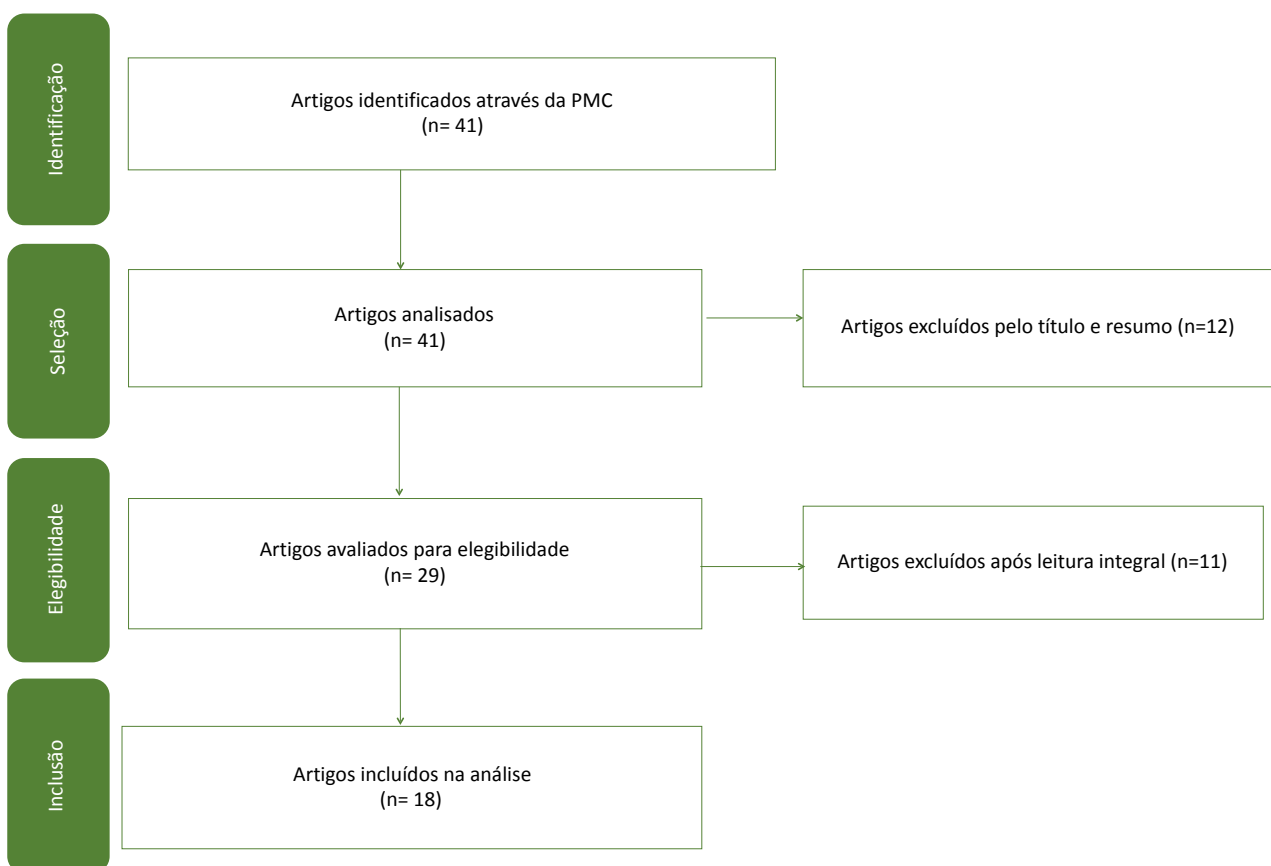 Identificação
Artigos identificados através da PMC
(n= 41)
Seleção
Artigos analisados
(n= 41)
Artigos excluídos pelo título e resumo (n=12)
Elegibilidade
Artigos avaliados para elegibilidade
(n= 29)
Artigos excluídos após leitura integral (n=11)
Inclusão
Artigos incluídos na análise
(n= 18)